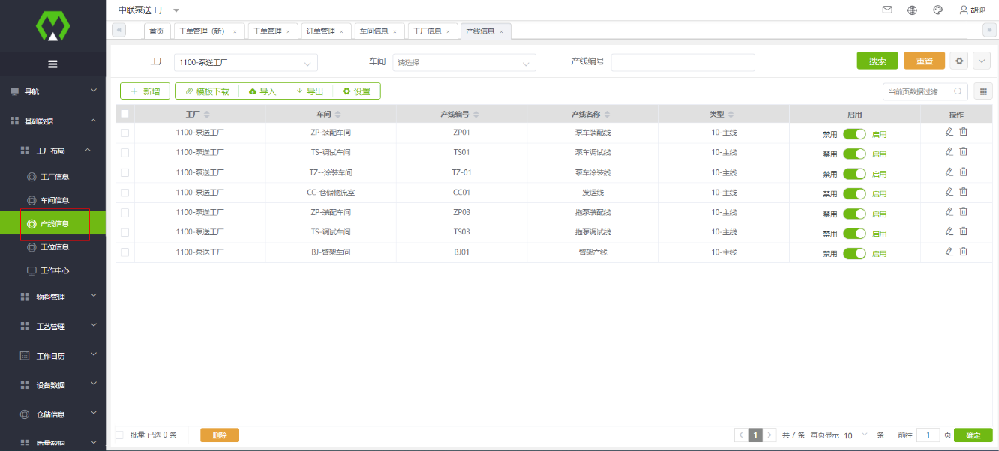 中联泵送工厂
胡迎
首页 工单管理（新） × 工单管理 × 订单管理 × 车间信息 × 工厂信息 × 产线信息 ×
工厂 1100-泵送工厂 车间 请选择 产线编号 搜索 重置
新增 模板下载 导入 导出 设置 当前页数据过滤
导航
基础数据
工厂布局
工厂信息
车间信息
产线信息
工位信息
工作中心
物料管理
工艺管理
工作日历
设备数据
仓储信息
质量数据
工厂 车间 产线编号 产线名称 类型 启用 操作
1100-泵送工厂 ZP-装配车间 ZP01 泵车装配线 10-主线 禁用 启用
1100-泵送工厂 TS-调试车间 TS01 泵车调试线 10-主线 禁用 启用
1100-泵送工厂 TZ--涂装车间 TZ-01 泵车涂装线 10-主线 禁用 启用
1100-泵送工厂 CC-仓储物流室 CC01 发运线 10-主线 禁用 启用
1100-泵送工厂 ZP-装配车间 ZP03 拖泵装配线 10-主线 禁用 启用
1100-泵送工厂 TS-调试车间 TS03 拖泵调试线 10-主线 禁用 启用
1100-泵送工厂 BJ-臂架车间 BJ01 臂架产线 10-主线 禁用 启用
批量 已选 0 条 删除 1 共 7 条 每页显示 10 条 前往 1 页 确定